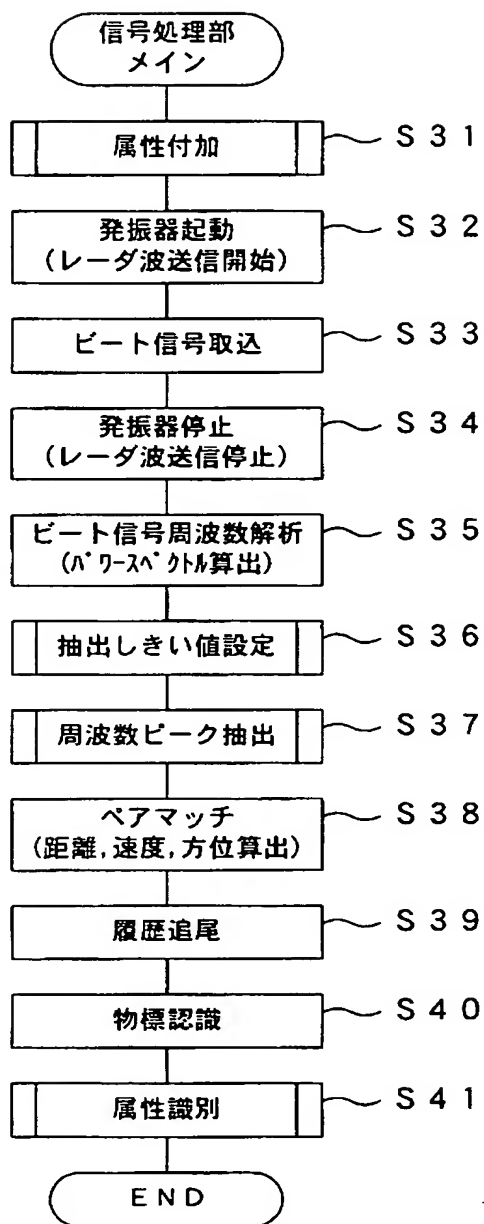 信号処理部
メイン
属性付加
S31
発振器起動
(レーダ波送信開始)
S32
ビート信号取込
S33
発振器停止
(レーダ波送信停止)
S34
ビート信号周波数解析
(ﾊﾟﾜｰｽﾍﾟｸﾄﾙ算出)
S35
抽出しきい値設定
S36
周波数ピーク抽出
S37
ペアマッチ
(距離,速度,方位算出)
S38
履歴追尾
S39
物標認識
S40
属性識別
S41
END